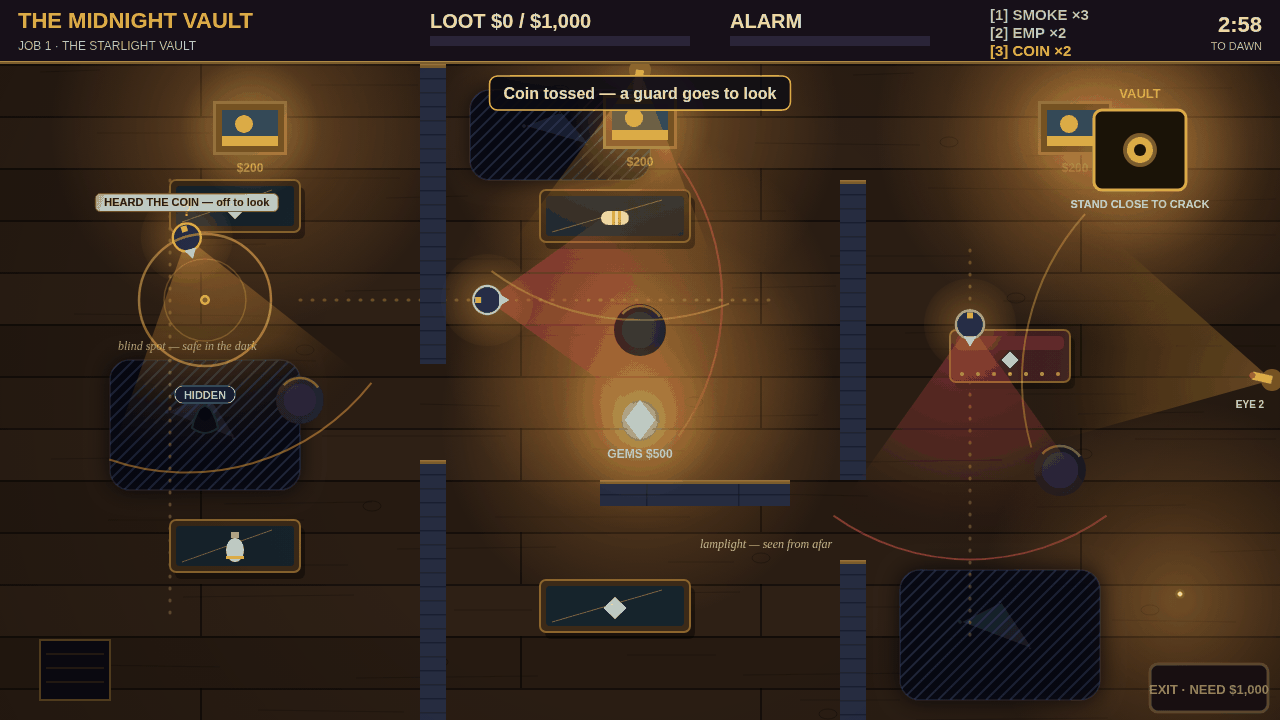 THE MIDNIGHT VAULT
JOB 1 · THE STARLIGHT VAULT
LOOT $0 / $1,000
ALARM
[1] SMOKE ×3
[2] EMP ×2
[3] COIN ×2
2:58
TO DAWN
Coin tossed — a guard goes to look
VAULT
$200
$200
$200
HEARD THE COIN — off to look
STAND CLOSE TO CRACK
blind spot — safe in the dark
HIDDEN
EYE 2
GEMS $500
lamplight — seen from afar
EXIT · NEED $1,000